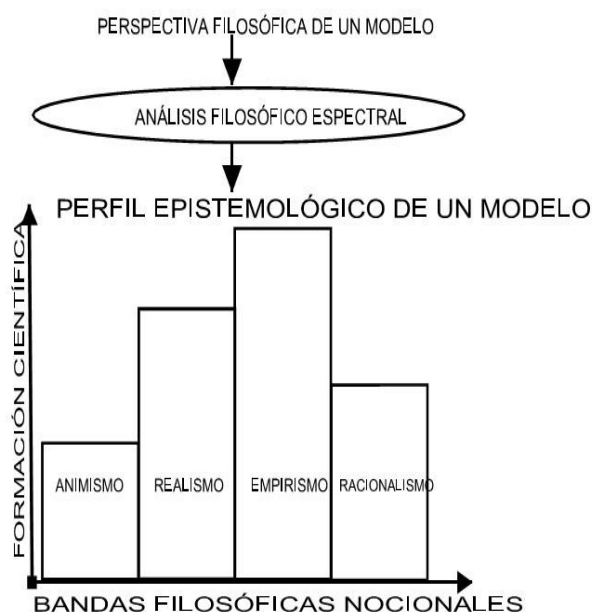 PERSPECTIVA FILOSÓFICA DE UN MODELO
ANÁLISIS FILOSÓFICO ESPECTRAL
PERFIL EPISTEMOLÓGICO DE UN MODELO
FORMACIÓN CIENTÍFICA
ANIMISMO
REALISMO
EMPIRISMO
RACIONALISMO
BANDAS FILOSÓFICAS NOCIONALES